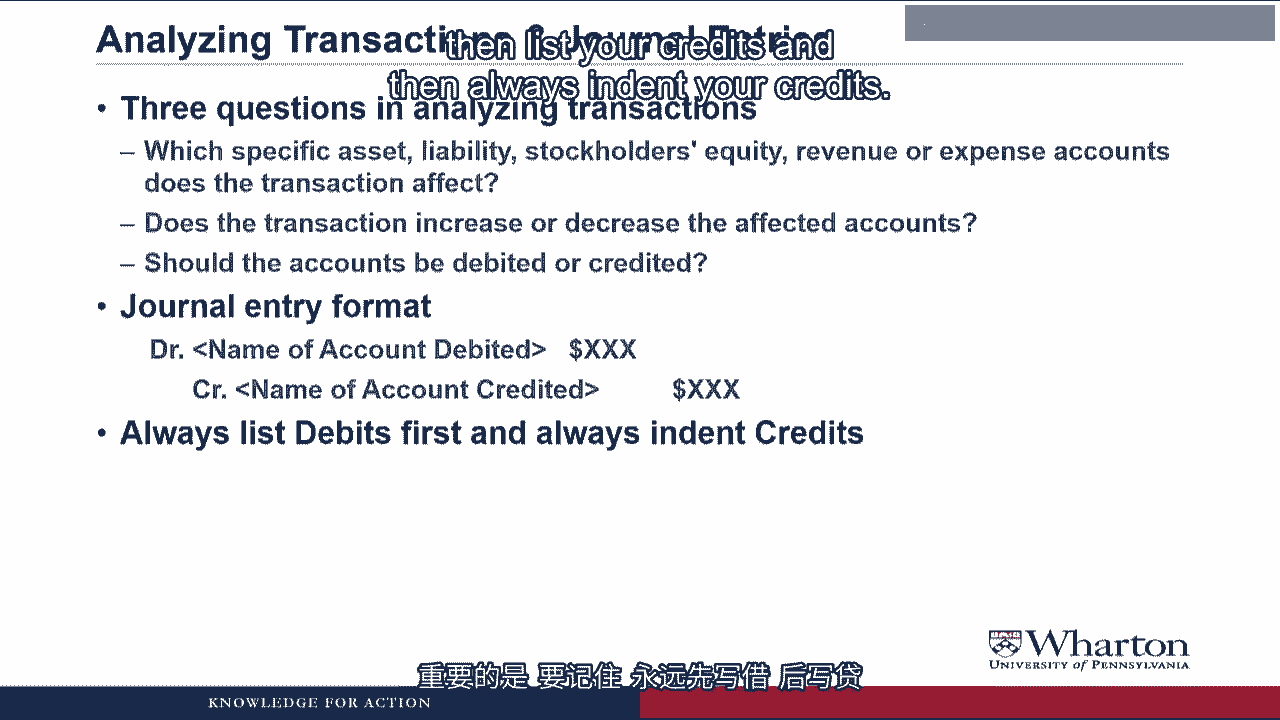 Analyzing Transactions & Journal Entries
then list your credits and
then always indent your credits.
• Three questions in analyzing transactions
– Which specific asset, liability, stockholders' equity, revenue or expense accounts
does the transaction affect?
– Does the transaction increase or decrease the affected accounts?
– Should the accounts be debited or credited?
• Journal entry format
Dr. <Name of Account Debited> $XXX
Cr. <Name of Account Credited> $XXX
• Always list Debits first and always indent Credits
Wharton
UNIVERSITY of PENNSYLVANIA
重要的是 要记住 永远先写借 后写贷
KNOWLEDGE FOR ACTION